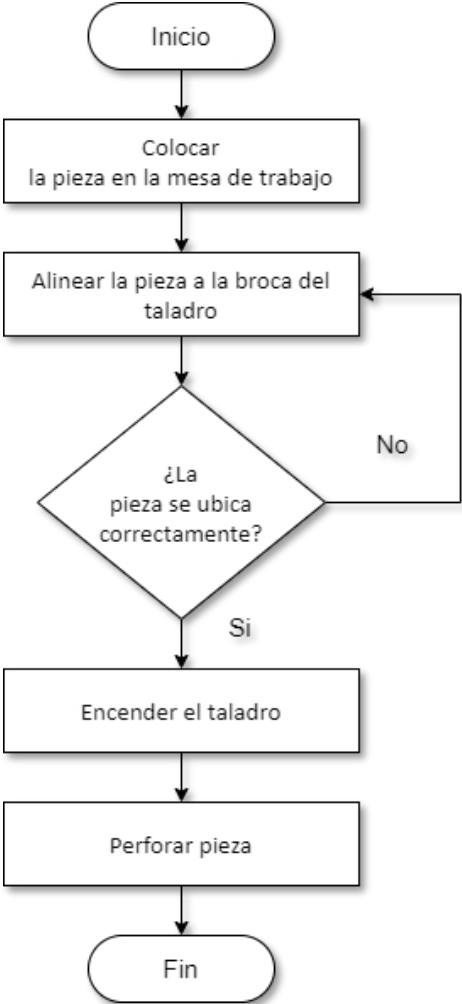 Inicio
Colocar
la pieza en la mesa de trabajo
Alinear la pieza a la broca del
taladro
¿La
pieza se ubica
correctamente?
No
Si
Encender el taladro
Perforar pieza
Fin